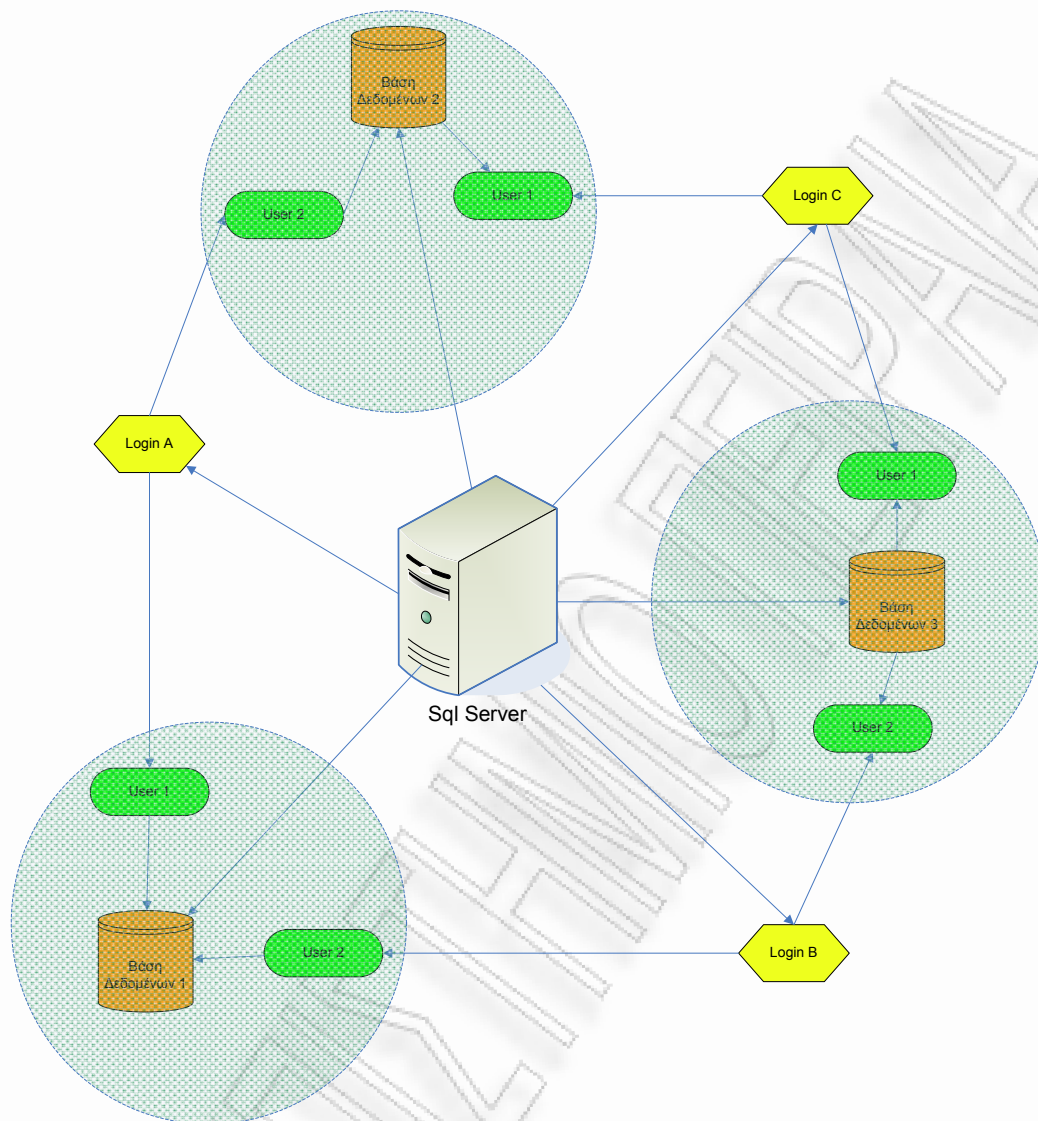 Βάση
Δεδομένων 2
User 2
User 1
Login C
Login A
User 1
Βάση
Δεδομένων 3
User 2
Sql Server
User 1
Βάση
Δεδομένων 1
User 2
Login B